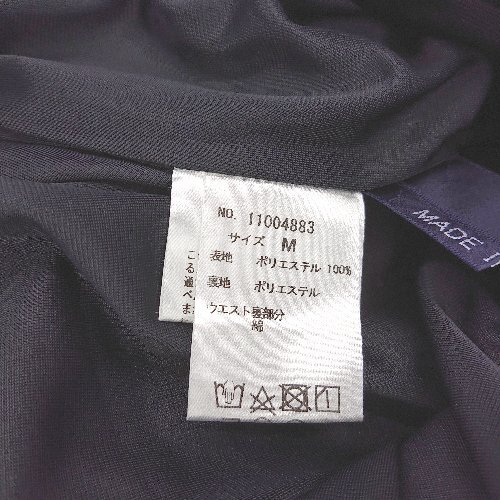 NO. 11004883
サイズ M
表地 ポリエステル 100%
裏地 ポリエステル
ウエスト裏部分
綿
MADE I